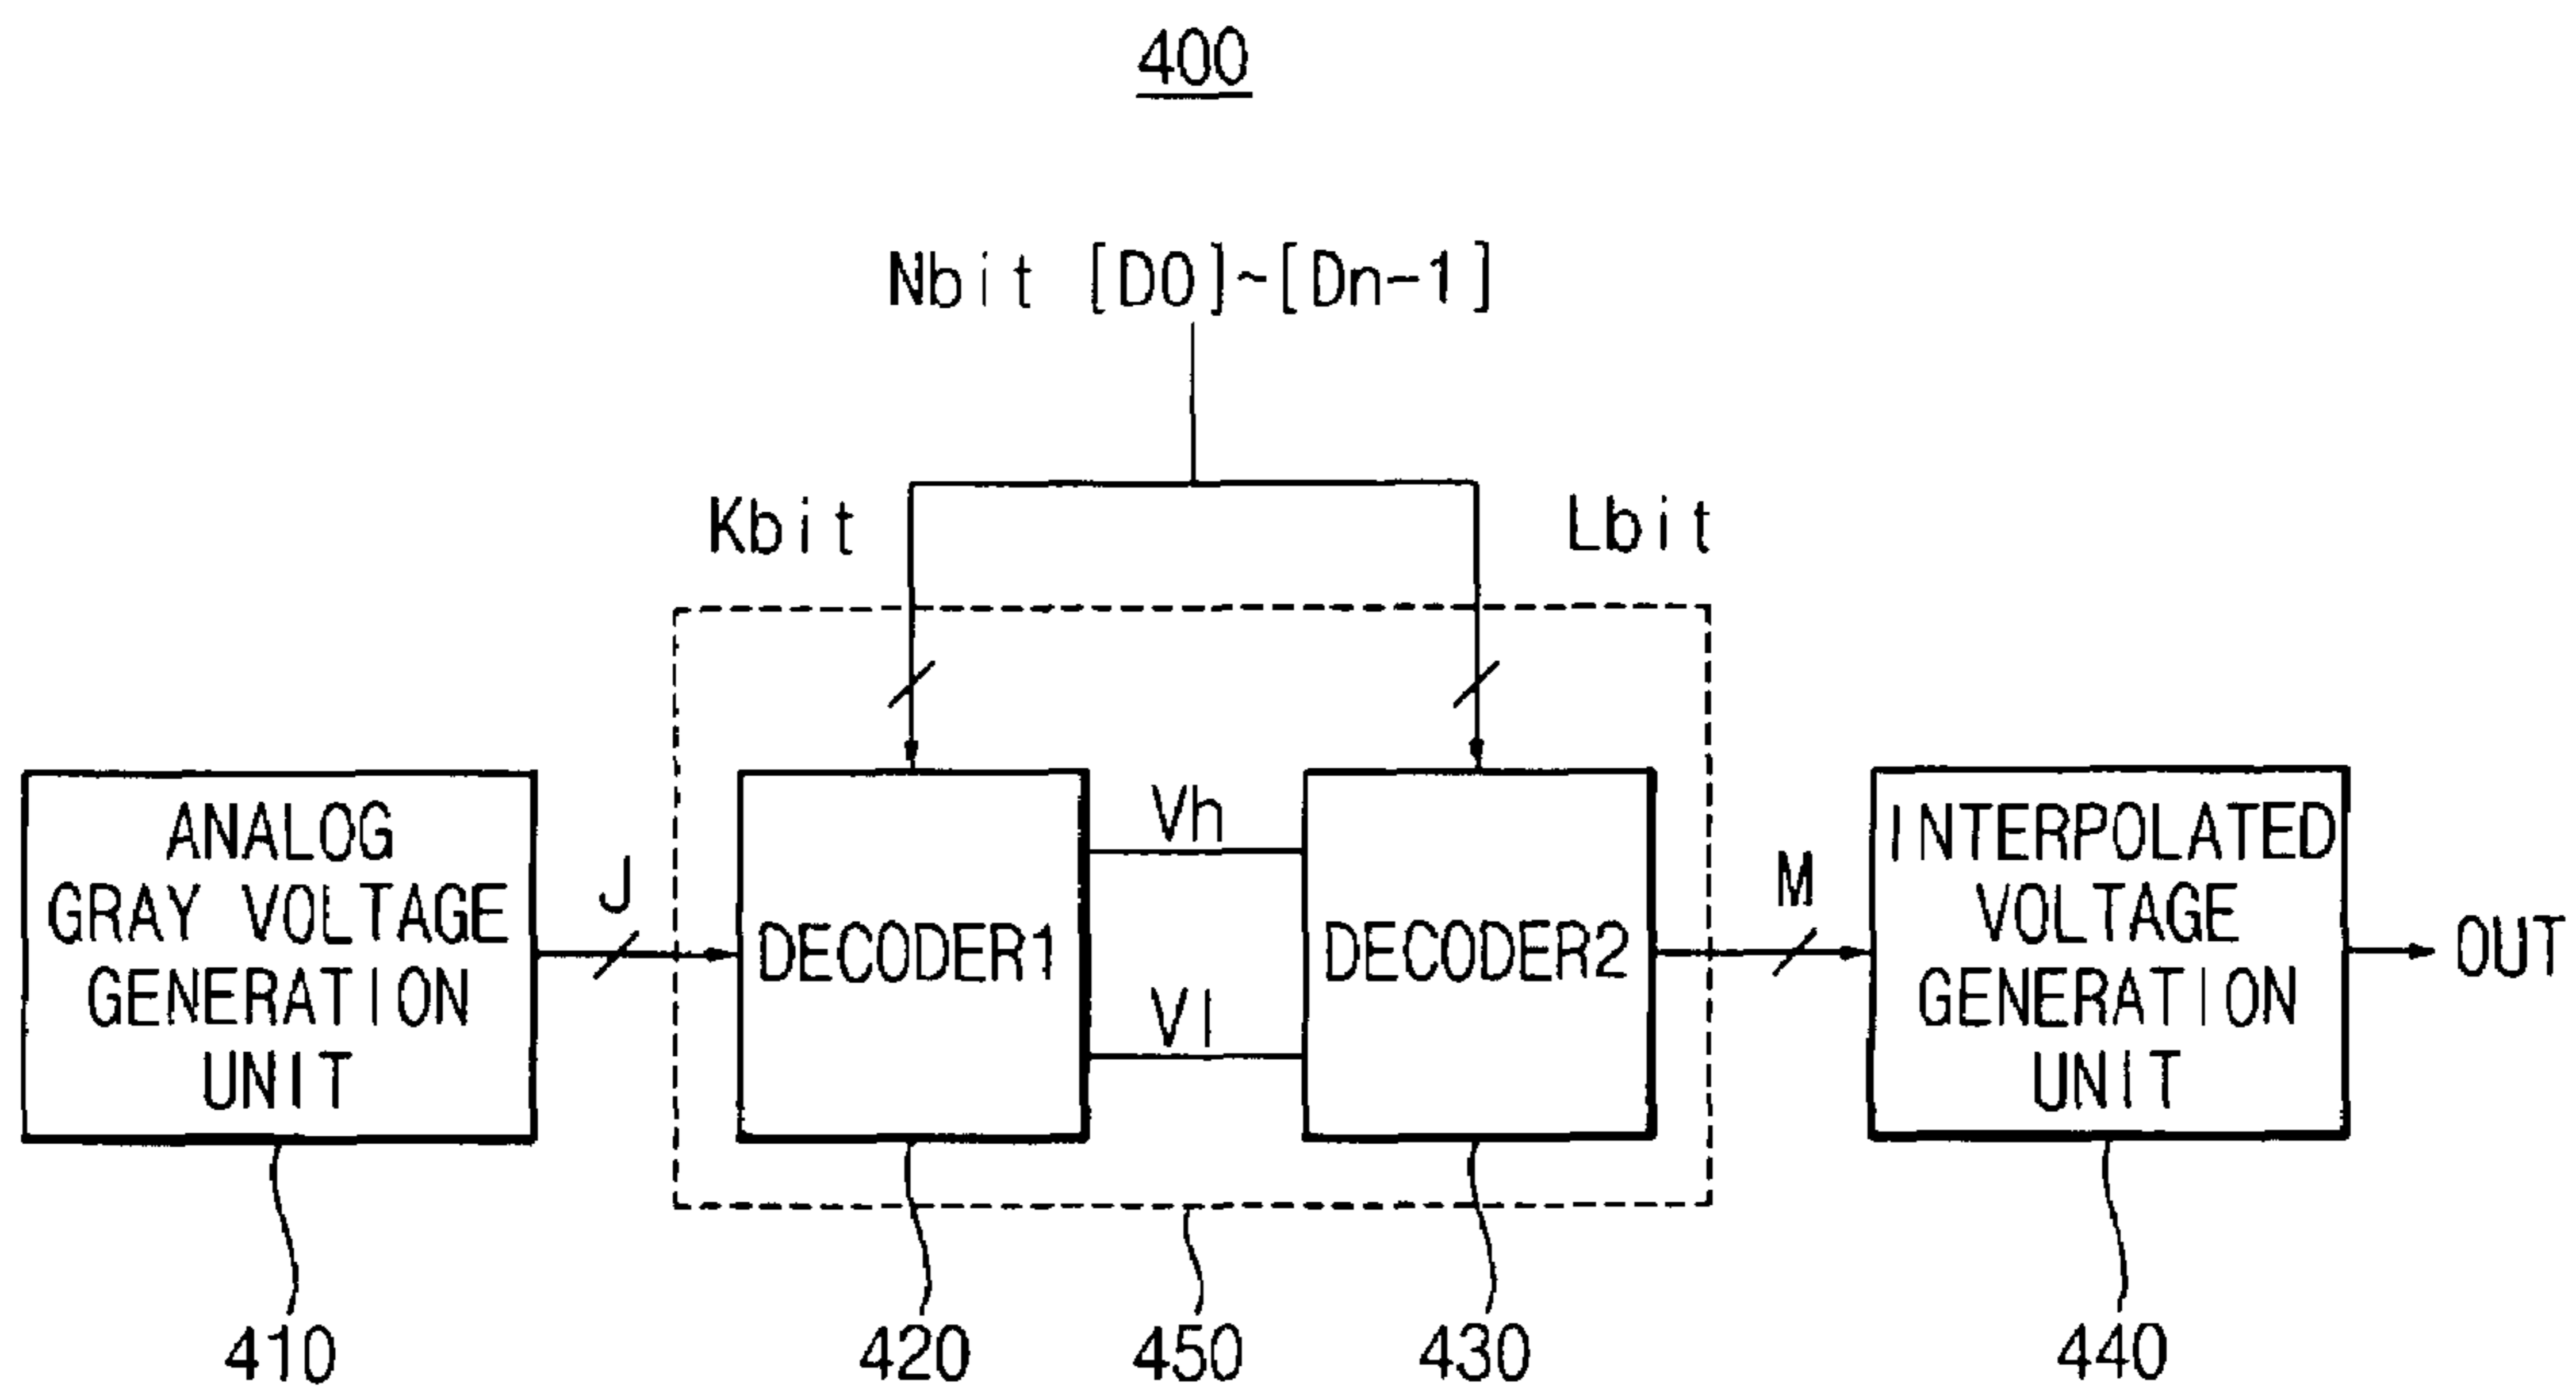 400
Nbit [D0]~[Dn-1]
Kbit
Lbit
ANALOG
GRAY VOLTAGE
GENERATION
UNIT
J
DECODER1
Vh
Vl
DECODER2
M
INTERPOLATED
VOLTAGE
GENERATION
UNIT
OUT
410
420
450
430
440